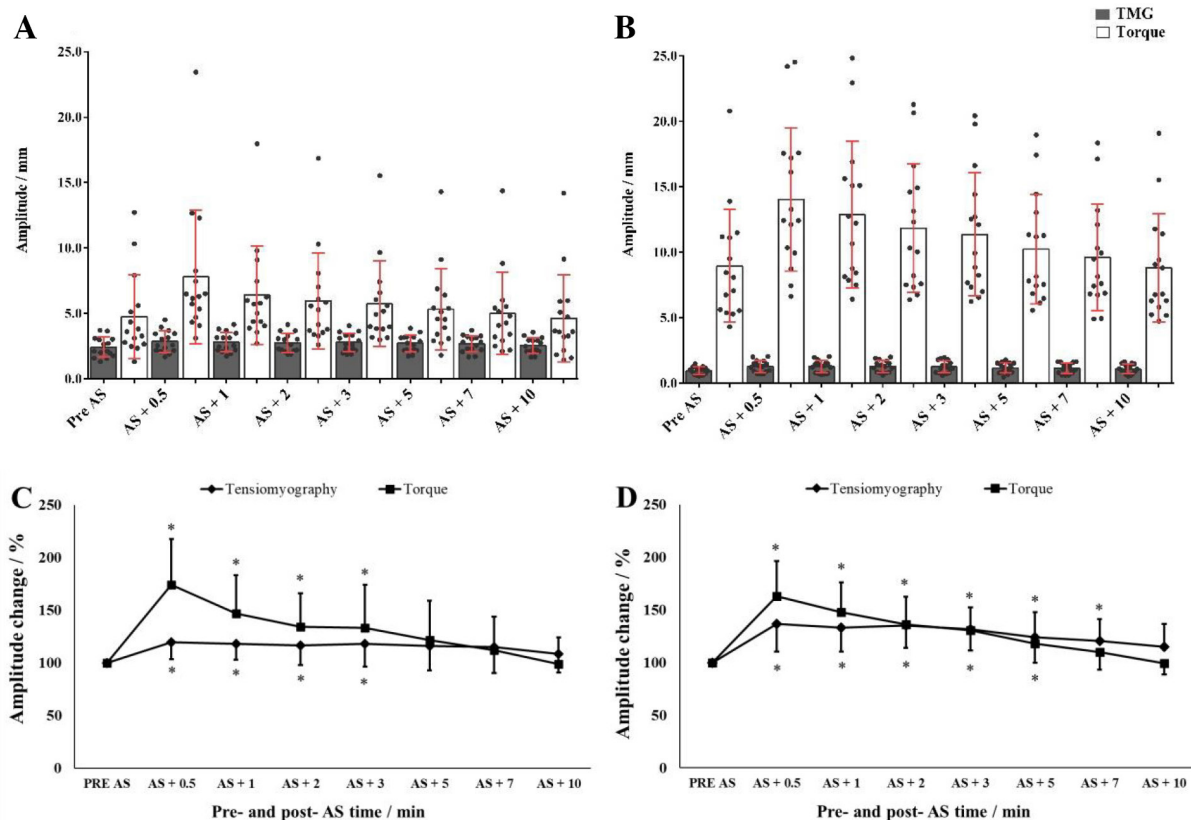 A
B
TMG
Torque
25.0
20.0
15.0
10.0
5.0
0.0
Amplitude / mm
Pre AS
AS + 0.5
AS + 1
AS + 2
AS + 3
AS + 5
AS + 7
AS + 10
25.0
20.0
15.0
10.0
5.0
0.0
Amplitude / mm
Pre AS
AS + 0.5
AS + 1
AS + 2
AS + 3
AS + 5
AS + 7
AS + 10
C
Tensiomyography Torque
250
200
150
100
50
0
Amplitude change / %
* * * *
* * * *
PRE AS AS + 0.5 AS + 1 AS + 2 AS + 3 AS + 5 AS + 7 AS + 10
Pre- and post- AS time / min
D
Tensiomyography Torque
250
200
150
100
50
0
Amplitude change / %
* * * * * *
* * * * *
PRE AS AS + 0.5 AS + 1 AS + 2 AS + 3 AS + 5 AS + 7 AS + 10
Pre- and post- AS time / min